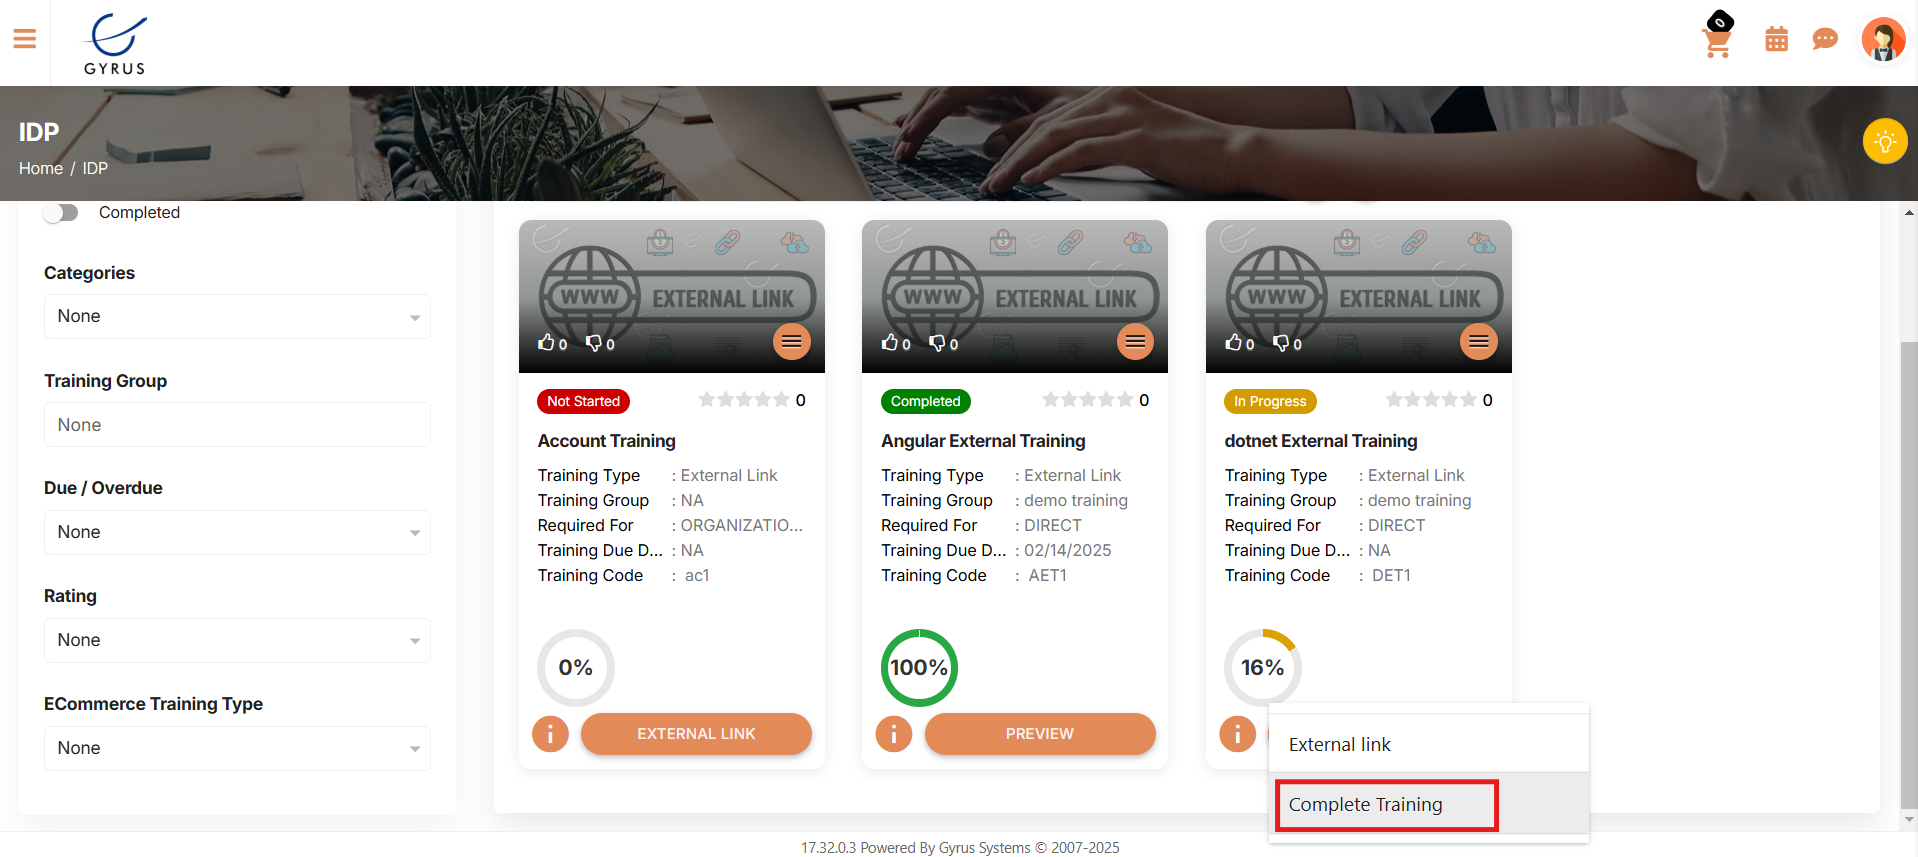 GYRUS
0
IDP
Home / IDP
Completed
Categories
None
Training Group
None
Due / Overdue
None
Rating
None
ECommerce Training Type
None
WWW EXTERNAL LINK
0 0
Not Started 0
Account Training
Training Type : External Link
Training Group : NA
Required For : ORGANIZATIO...
Training Due D... : NA
Training Code : ac1
0%
i EXTERNAL LINK
WWW EXTERNAL LINK
0 0
Completed 0
Angular External Training
Training Type : External Link
Training Group : demo training
Required For : DIRECT
Training Due D... : 02/14/2025
Training Code : AET1
100%
i PREVIEW
WWW EXTERNAL LINK
0 0
In Progress 0
dotnet External Training
Training Type : External Link
Training Group : demo training
Required For : DIRECT
Training Due D... : NA
Training Code : DET1
16%
i
External link
Complete Training
17.32.0.3 Powered By Gyrus Systems © 2007-2025